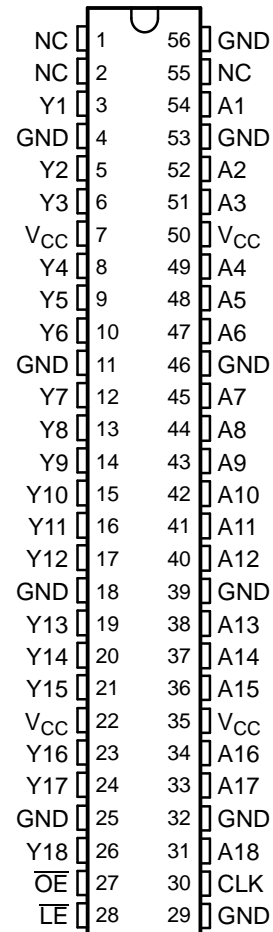 NC 1 56 GND
NC 2 55 NC
Y1 3 54 A1
GND 4 53 GND
Y2 5 52 A2
Y3 6 51 A3
VCC 7 50 VCC
Y4 8 49 A4
Y5 9 48 A5
Y6 10 47 A6
GND 11 46 GND
Y7 12 45 A7
Y8 13 44 A8
Y9 14 43 A9
Y10 15 42 A10
Y11 16 41 A11
Y12 17 40 A12
GND 18 39 GND
Y13 19 38 A13
Y14 20 37 A14
Y15 21 36 A15
VCC 22 35 VCC
Y16 23 34 A16
Y17 24 33 A17
GND 25 32 GND
Y18 26 31 A18
O̅E̅ 27 30 CLK
L̅E̅ 28 29 GND